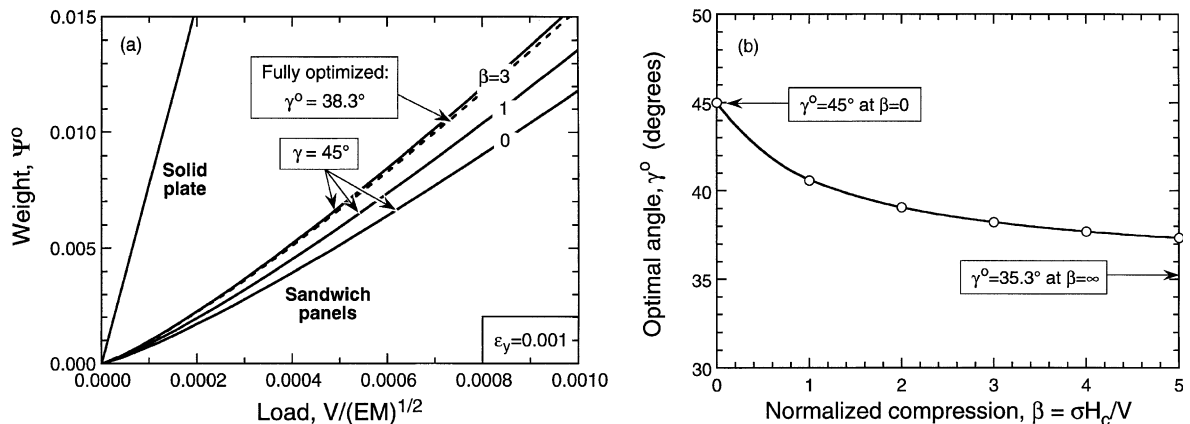 (a)
0.015
0.010
0.005
0.000
Weight, Ψ°
Fully optimized:
γ° = 38.3°
β=3
1
0
γ = 45°
Solid
plate
Sandwich
panels
εy=0.001
0.0000 0.0002 0.0004 0.0006 0.0008 0.0010
Load, V/(EM)1/2
(b)
50
45
40
35
30
Optimal angle, γ° (degrees)
γ°=45° at β=0
γ°=35.3° at β=∞
0 1 2 3 4 5
Normalized compression, β = σHc/V